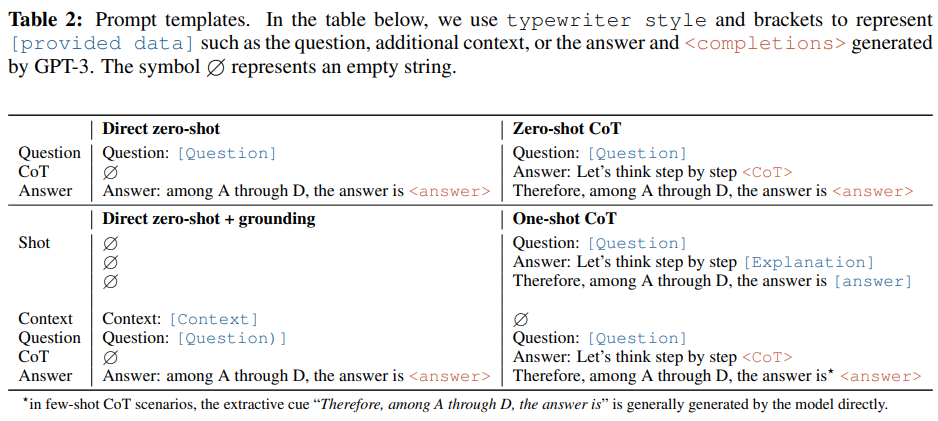 Table 2: Prompt templates. In the table below, we use typewriter style and brackets to represent
[provided data] such as the question, additional context, or the answer and <completions> generated
by GPT-3. The symbol ∅ represents an empty string.
Direct zero-shot Zero-shot CoT
Question Question: [Question] Question: [Question]
CoT ∅ Answer: Let's think step by step <CoT>
Answer Answer: among A through D, the answer is <answer> Therefore, among A through D, the answer is <answer>
Direct zero-shot + grounding One-shot CoT
Shot ∅ Question: [Question]
∅ Answer: Let's think step by step [Explanation]
∅ Therefore, among A through D, the answer is [answer]
Context Context: [Context] ∅
Question Question: [Question)] Question: [Question]
CoT ∅ Answer: Let's think step by step <CoT>
Answer Answer: among A through D, the answer is <answer> Therefore, among A through D, the answer is* <answer>
*in few-shot CoT scenarios, the extractive cue “Therefore, among A through D, the answer is” is generally generated by the model directly.